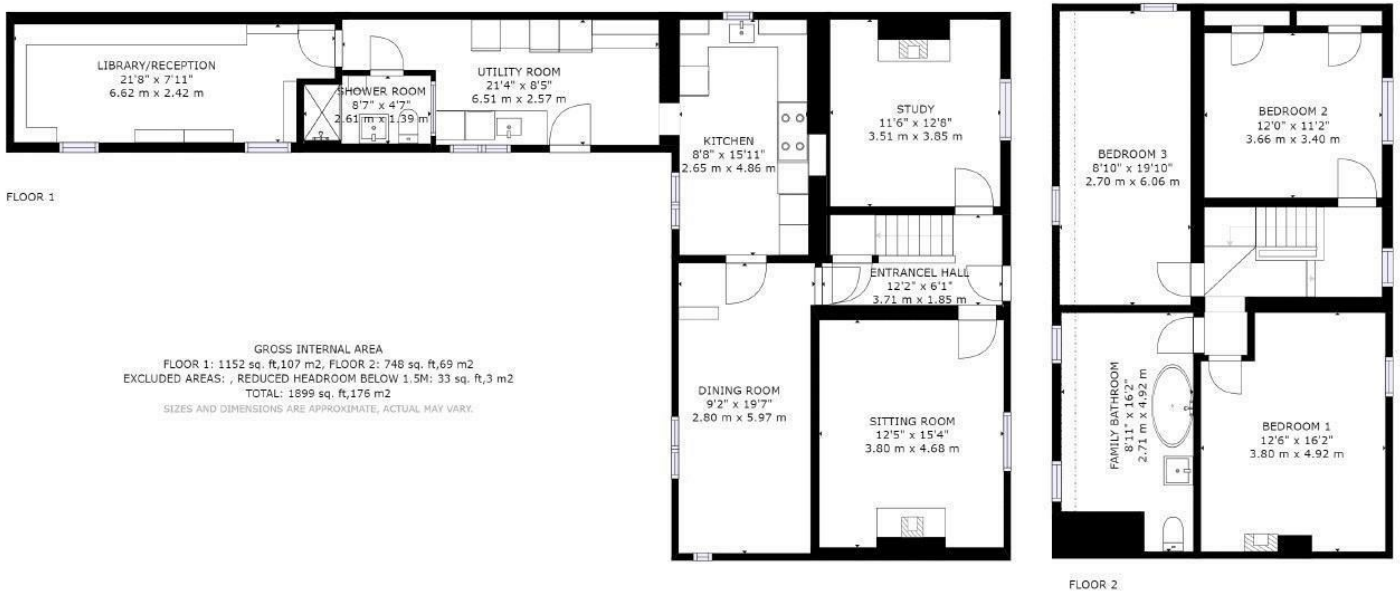 LIBRARY/RECEPTION
21'8" x 7'11"
6.62 m x 2.42 m
SHOWER ROOM
8'7" x 4'7"
2.61 m x 1.39 m
UTILITY ROOM
21'4" x 8'5"
6.51 m x 2.57 m
KITCHEN
8'8" x 15'11"
2.65 m x 4.86 m
STUDY
11'6" x 12'8"
3.51 m x 3.85 m
ENTRANCEL HALL
12'2" x 6'1"
3.71 m x 1.85 m
DINING ROOM
9'2" x 19'7"
2.80 m x 5.97 m
SITTING ROOM
12'5" x 15'4"
3.80 m x 4.68 m
FLOOR 1
GROSS INTERNAL AREA
FLOOR 1: 1152 sq. ft,107 m2, FLOOR 2: 748 sq. ft,69 m2
EXCLUDED AREAS: , REDUCED HEADROOM BELOW 1.5M: 33 sq. ft,3 m2
TOTAL: 1899 sq. ft,176 m2
SIZES AND DIMENSIONS ARE APPROXIMATE, ACTUAL MAY VARY.
BEDROOM 3
8'10" x 19'10"
2.70 m x 6.06 m
BEDROOM 2
12'0" x 11'2"
3.66 m x 3.40 m
FAMILY BATHROOM
8'11" x 16'2"
2.71 m x 4.92 m
BEDROOM 1
12'6" x 16'2"
3.80 m x 4.92 m
FLOOR 2